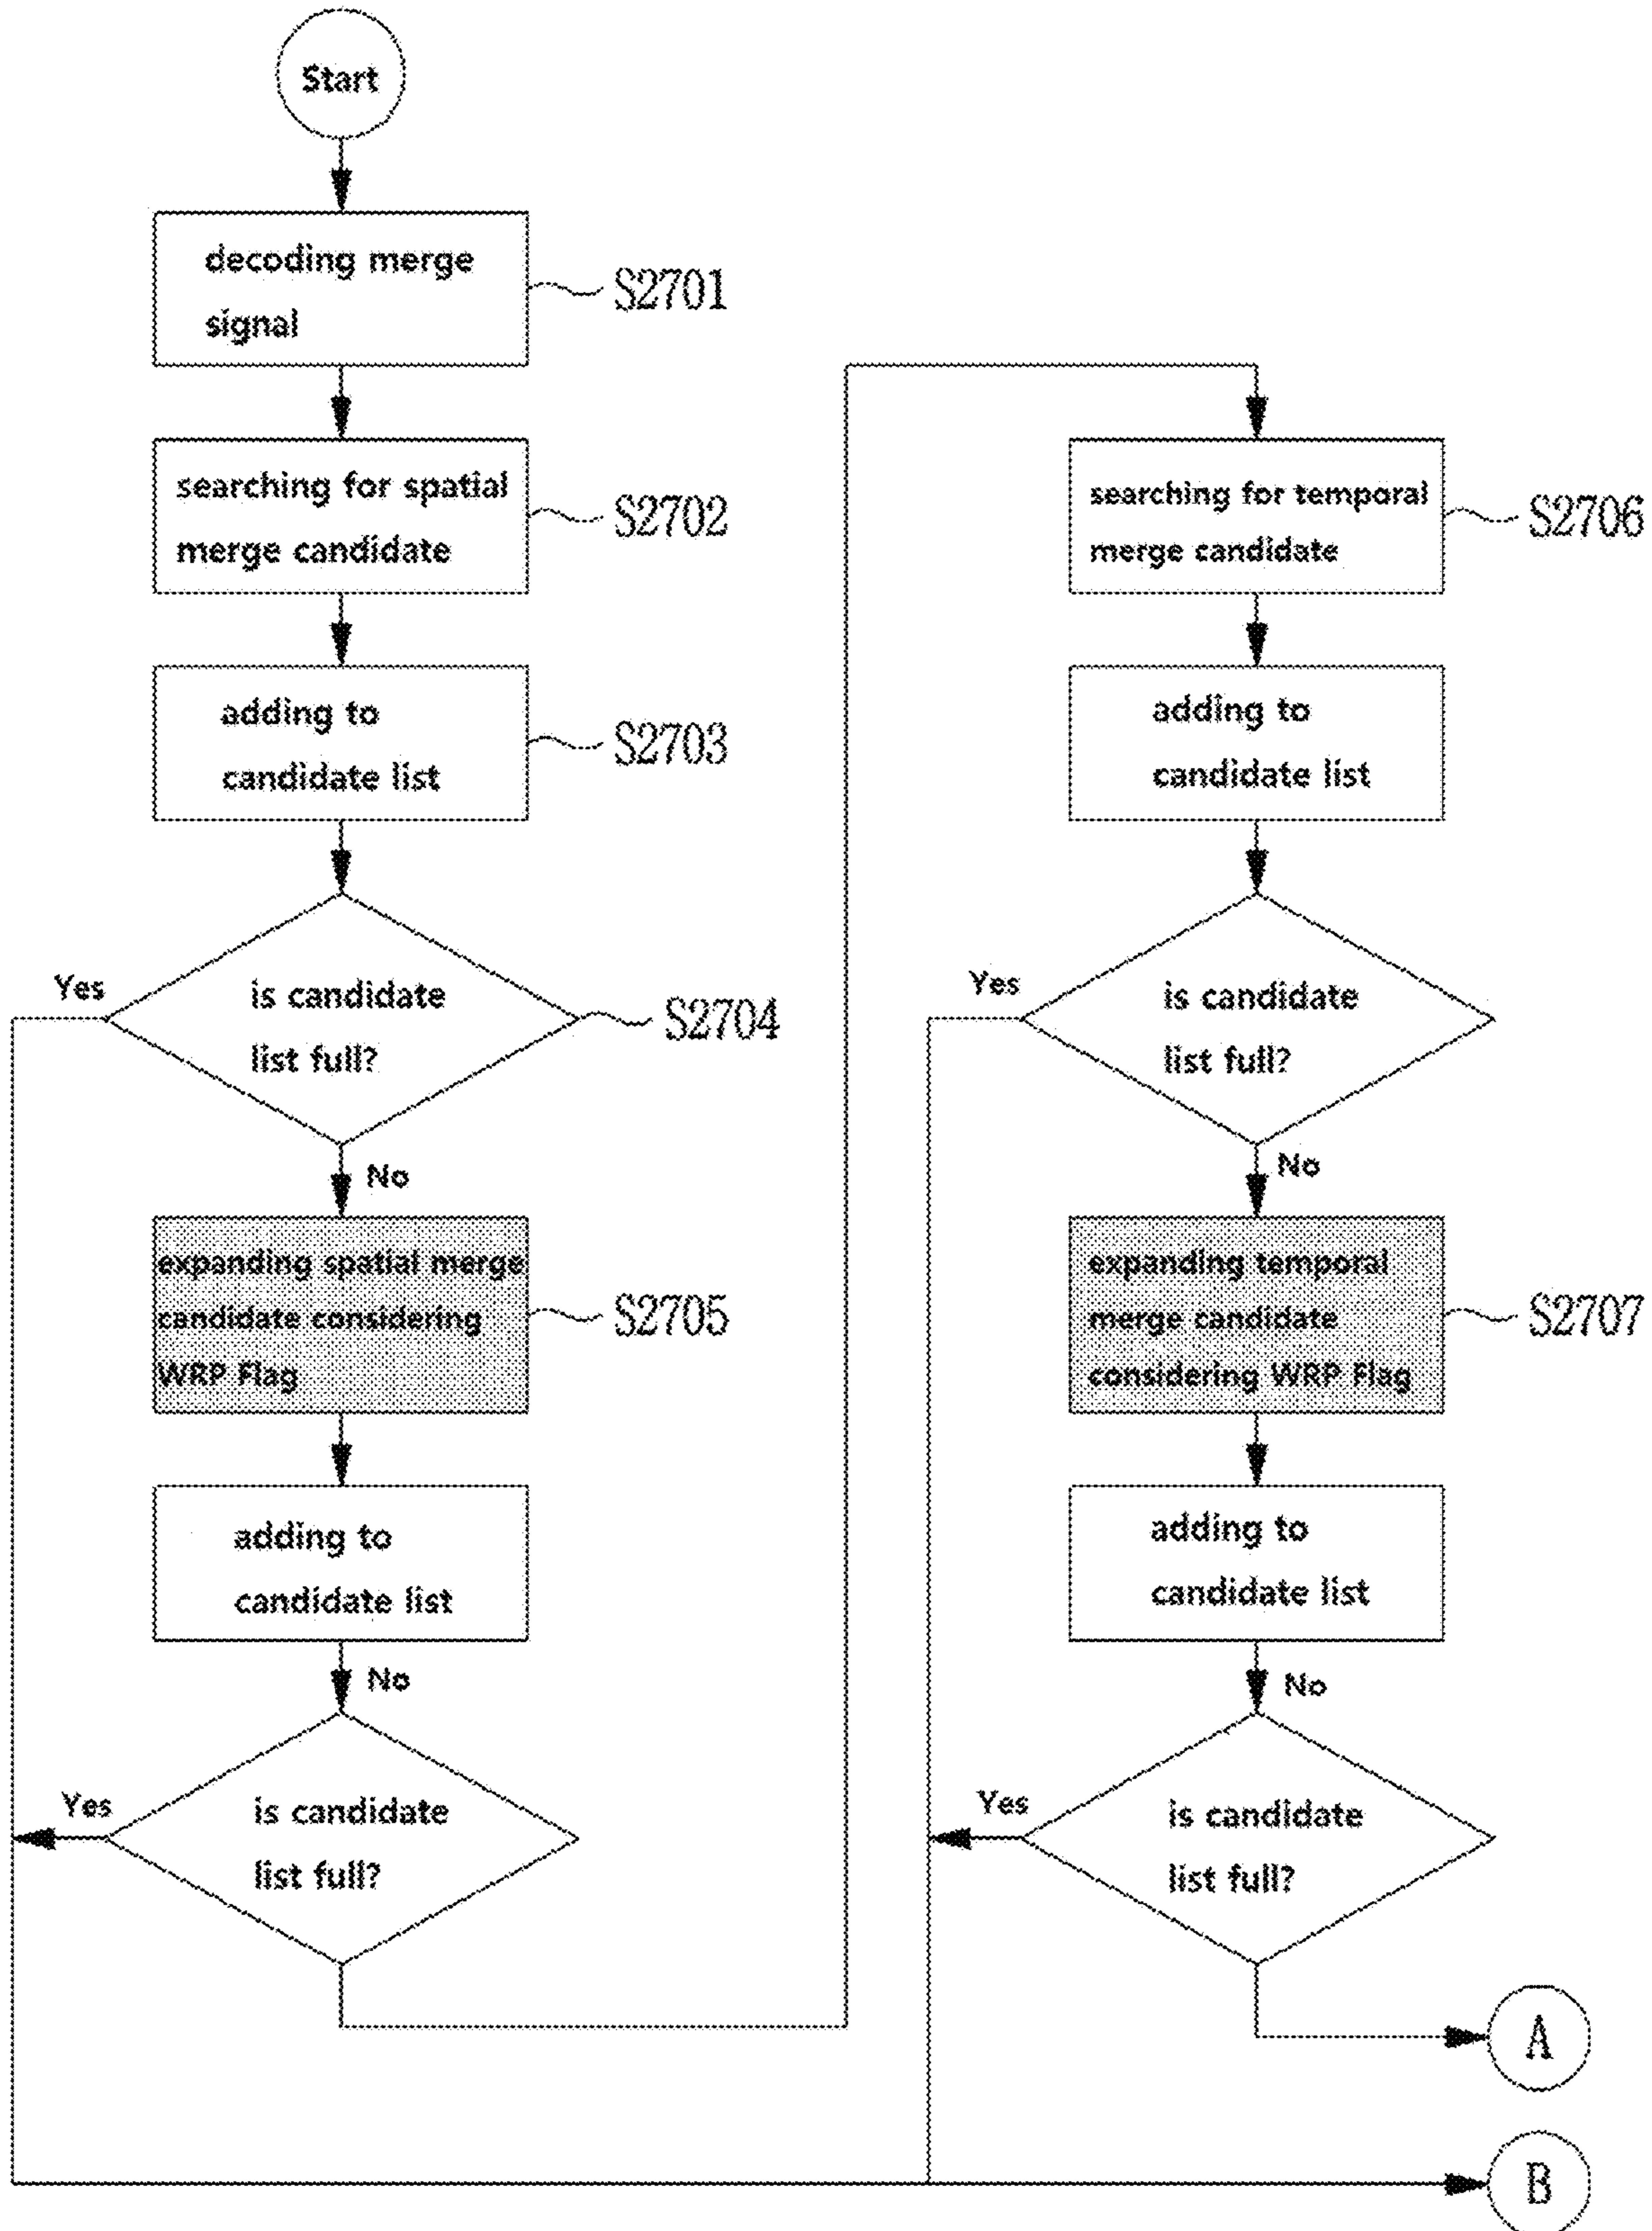 Start
decoding merge
signal
S2701
searching for spatial
merge candidate
S2702
adding to
candidate list
S2703
Yes
is candidate
list full?
S2704
No
expanding spatial merge
candidate considering
WRP Flag
S2705
adding to
candidate list
No
Yes
is candidate
list full?
searching for temporal
merge candidate
S2706
adding to
candidate list
Yes
is candidate
list full?
No
expanding temporal
merge candidate
considering WRP Flag
S2707
adding to
candidate list
No
Yes
is candidate
list full?
A
B